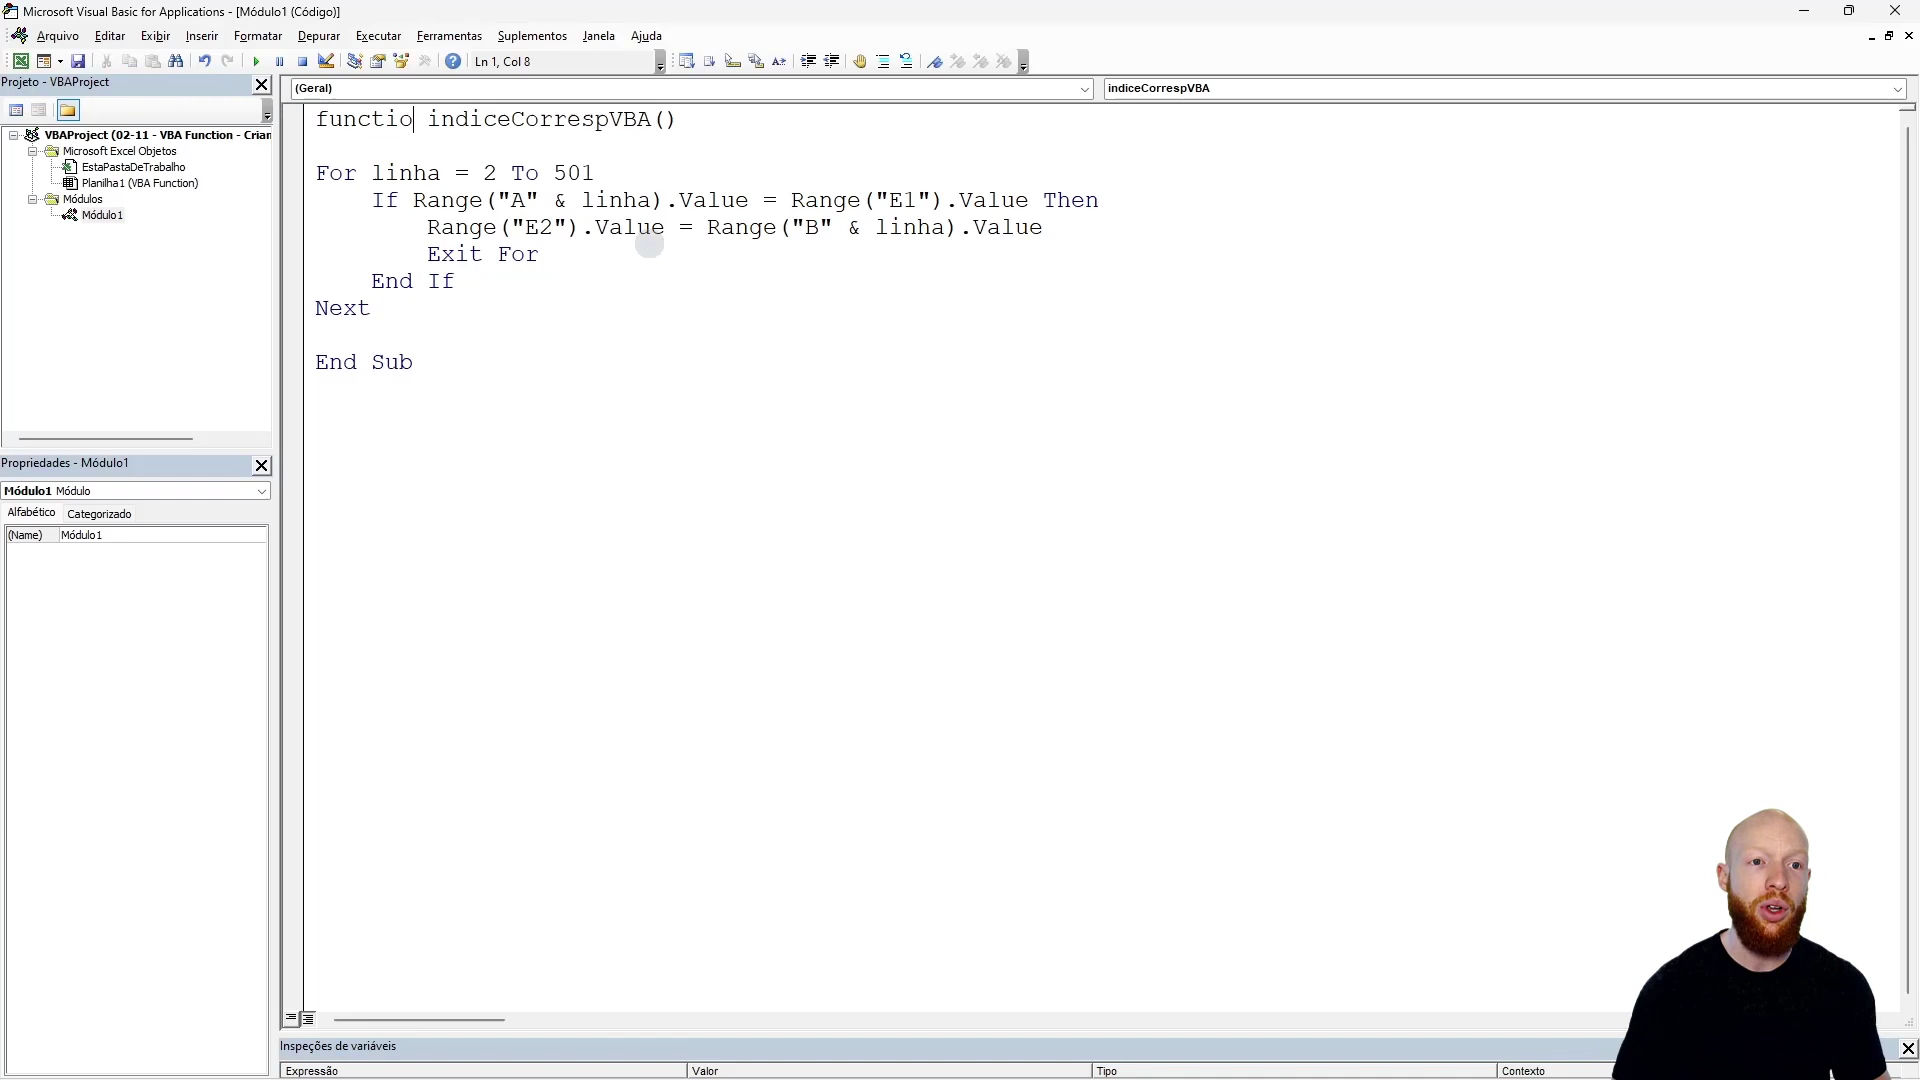 Microsoft Visual Basic for Applications - [Módulo1 (Código)]
Arquivo Editar Exibir Inserir Formatar Depurar Executar Ferramentas Suplementos Janela Ajuda
Ln 1, Col 8
Projeto - VBAProject
VBAProject (02-11 - VBA Function - Crian
Microsoft Excel Objetos
EstaPastaDeTrabalho
Planilha1 (VBA Function)
Módulos
Módulo1
Propriedades - Módulo1
Módulo1 Módulo
Alfabético Categorizado
(Name) Módulo1
(Geral) indiceCorrespVBA
functio indiceCorrespVBA()
For linha = 2 To 501
If Range("A" & linha).Value = Range("E1").Value Then
Range("E2").Value = Range("B" & linha).Value
Exit For
End If
Next
End Sub
Inspeções de variáveis
Expressão Valor Tipo Contexto